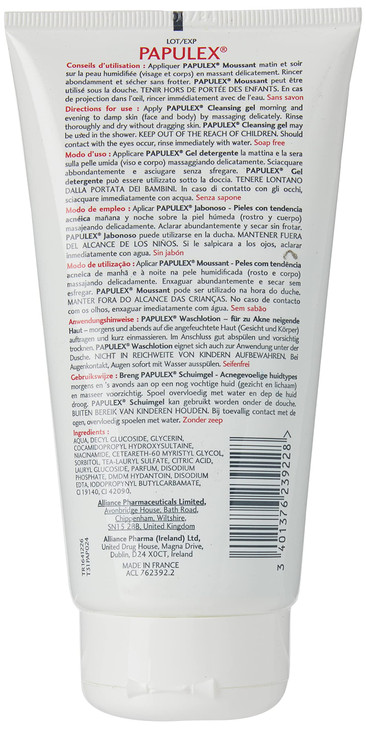 LOT/EXP
PAPULEX®
Conseils d'utilisation : Appliquer PAPULEX® Moussant matin et soir
sur la peau humidifiée (visage et corps) en massant délicatement. Rincer
abondamment et sécher sans frotter. PAPULEX® Moussant peut être
utilisé sous la douche. TENIR HORS DE PORTÉE DES ENFANTS. En cas
de projection dans l'œil, rincer immédiatement avec de l'eau. Sans savon
Directions for use : Apply PAPULEX® Cleansing gel morning and
evening to damp skin (face and body) by massaging delicately. Rinse
thoroughly and dry without dragging skin. PAPULEX® Cleansing gel may
be used in the shower. KEEP OUT OF THE REACH OF CHILDREN. Should
contact with the eyes occur, rinse immediately with water. Soap free
Modo d'uso : Applicare PAPULEX® Gel detergente la mattina e la sera
sulla pelle umida (viso e corpo) massaggiando delicatamente. Sciacquare
abbondantemente e asciugare senza sfregare. PAPULEX® Gel
detergente può essere utilizzato sotto la doccia. TENERE LONTANO
DALLA PORTATA DEI BAMBINI. In caso di contatto con gli occhi,
sciacquare immediatamente con acqua. Senza sapone
Modo de empleo : Aplicar PAPULEX® Jabonoso - Pieles con tendencia
acnéica mañana y noche sobre la piel húmeda (rostro y cuerpo)
masajeando delicadamente. Aclarar abundantemente y secar sin frotar.
PAPULEX® Jabonoso puede utilizarse en la ducha. MANTENER FUERA
DEL ALCANCE DE LOS NIÑOS. Si le salpicara a los ojos, aclarar
inmediatamente con agua. Sin jabón
Modo de utilização : Aplicar PAPULEX® Moussant - Peles com tendência
acneica de manhã e à noite na pele humidificada (rosto e corpo)
massajando delicadamente. Enxaguar abundantemente e secar sem
esfregar. PAPULEX® Moussant pode ser utilizado na hora do duche.
MANTER FORA DO ALCANCE DAS CRIANÇAS. No caso de contacto
com os olhos, enxaguar imediatamente com água. Sem sabão
Anwendungshinweise : PAPULEX® Waschlotion – für zu Akne neigende
Haut – morgens und abends auf die angefeuchtete Haut (Gesicht und Körper)
auftragen und kurz einmassieren. Im Anschluss gut abspülen und vorsichtig
trocknen. PAPULEX® Waschlotion eignet sich auch zur Anwendung unter der
Dusche. NICHT IN REICHWEITE VON KINDERN AUFBEWAHREN. Bei
Augenkontakt, Augen sofort mit Wasser ausspülen. Seifenfrei
Gebruikswijze : Breng PAPULEX® Schuimgel - Acnegevoelige huidtypes
morgens en 's avonds aan op een nog vochtige huid (gezicht en lichaam)
en masseer voorzichtig. Spoel overvloedig met water en dep de huid
droog. PAPULEX® Schuimgel kan gebruikt worden onder de douche.
BUITEN BEREIK VAN KINDEREN HOUDEN. Bij toevallig contact met de
ogen, overvloedig spoelen met water. Zonder zeep
Ingredients :
AQUA, DECYL GLUCOSIDE, GLYCERIN,
COCAMIDOPROPYL HYDROXYSULTAINE,
NIACINAMIDE, CETEARETH-60 MYRISTYL GLYCOL,
SORBITOL, TEA-LAURYL SULFATE, CITRIC ACID,
LAURYL GLUCOSIDE, PARFUM, DISODIUM
PHOSPHATE, DMDM HYDANTOIN, DISODIUM
EDTA, IODOPROPYNYL BUTYLCARBAMATE,
CI 19140, CI 42090.
Alliance Pharmaceuticals Limited,
Avonbridge House, Bath Road,
Chippenham, Wiltshire,
SN15 2BB, United Kingdom
Alliance Pharma (Ireland) Ltd,
United Drug House, Magna Drive,
Dublin, D24 X0CT, Ireland
MADE IN FRANCE
ACL 762392.2
TR1641226
T31PAP024
3 401376 239228